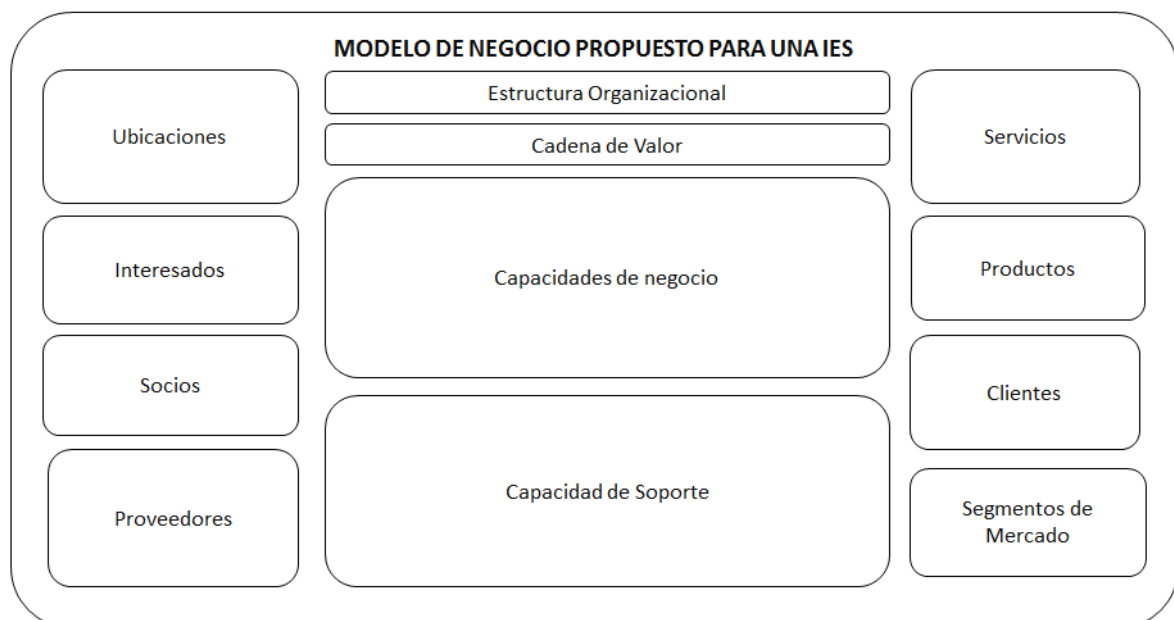 MODELO DE NEGOCIO PROPUESTO PARA UNA IES
Ubicaciones
Interesados
Socios
Proveedores
Estructura Organizacional
Cadena de Valor
Capacidades de negocio
Capacidad de Soporte
Servicios
Productos
Clientes
Segmentos de
Mercado